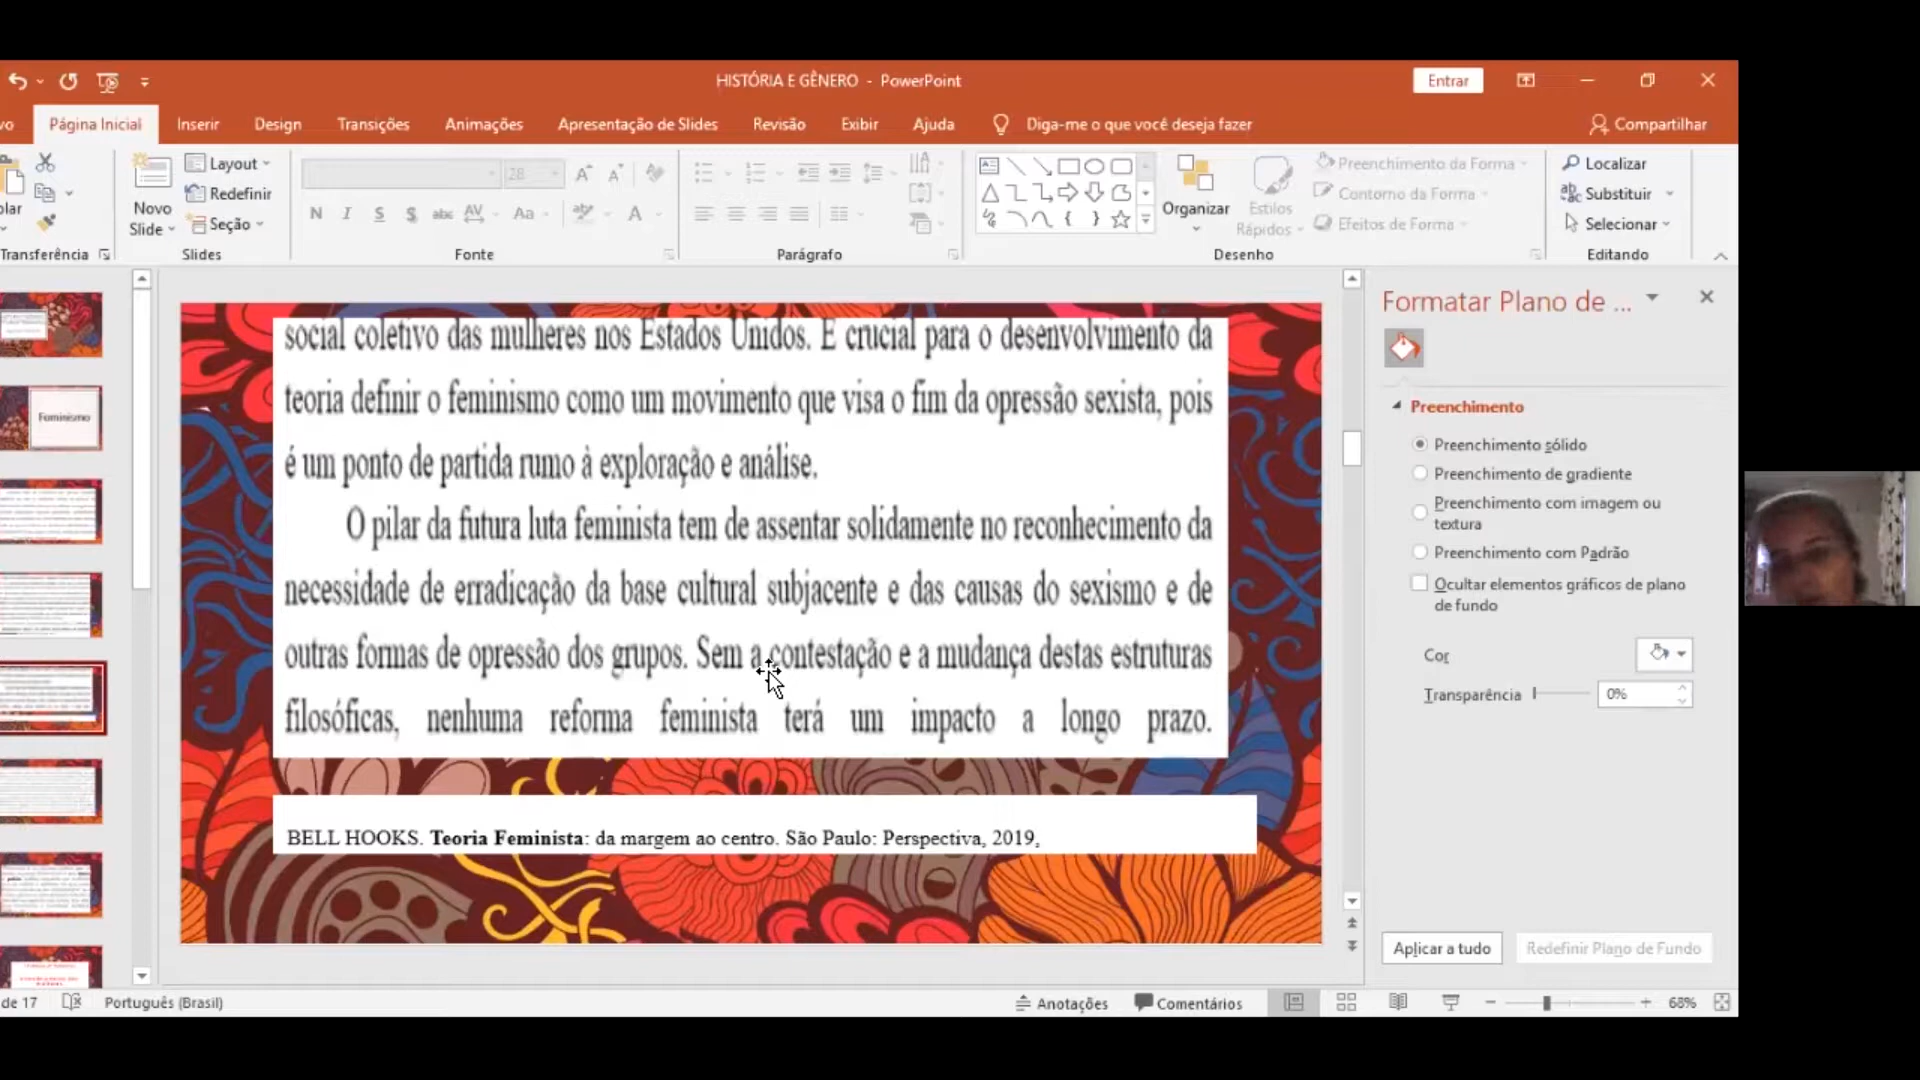 HISTÓRIA E GÊNERO - PowerPoint
Entrar
Página Inicial
Inserir
Design
Transições
Animações
Apresentação de Slides
Revisão
Exibir
Ajuda
Diga-me o que você deseja fazer
Compartilhar
Novo
Slide
Layout
Redefinir
Seção
28
N I S S abc AV Aa A
Organizar
Estilos
Rápidos
Preenchimento da Forma
Contorno da Forma
Efeitos de Forma
Localizar
Substituir
Selecionar
Transferência
Slides
Fonte
Parágrafo
Desenho
Editando
Feminismo
social coletivo das mulheres nos Estados Unidos. E crucial para o desenvolvimento da
teoria definir o feminismo como um movimento que visa o fim da opressão sexista, pois
é um ponto de partida rumo à exploração e análise.
O pilar da futura luta feminista tem de assentar solidamente no reconhecimento da
necessidade de erradicação da base cultural subjacente e das causas do sexismo e de
outras formas de opressão dos grupos. Sem a contestação e a mudança destas estruturas
filosóficas, nenhuma reforma feminista terá um impacto a longo prazo.
BELL HOOKS. Teoria Feminista: da margem ao centro. São Paulo: Perspectiva, 2019,
Formatar Plano de ...
Preenchimento
Preenchimento sólido
Preenchimento de gradiente
Preenchimento com imagem ou
textura
Preenchimento com Padrão
Ocultar elementos gráficos de plano
de fundo
Cor
Transparência
0%
Aplicar a tudo
Redefinir Plano de Fundo
de 17
Português (Brasil)
Anotações
Comentários
68%